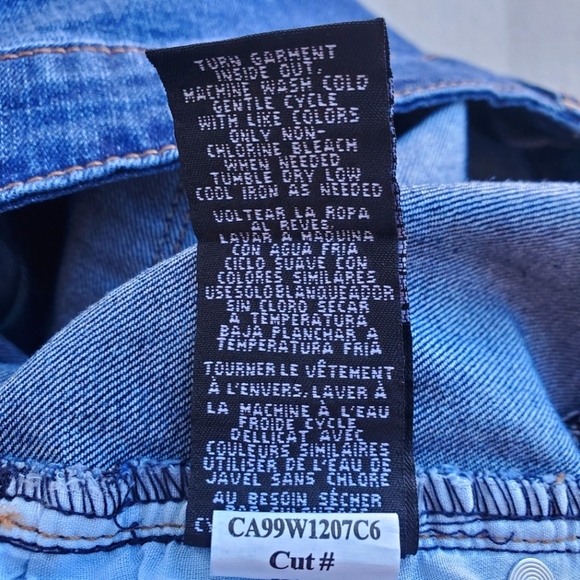 TURN GARMENT
INSIDE OUT,
MACHINE WASH COLD
GENTLE CYCLE
WITH LIKE COLORS
ONLY NON-
CHLORINE BLEACH
WHEN NEEDED
TUMBLE DRY LOW
COOL IRON AS NEEDED
VOLTEAR LA ROPA
AL REVES,
LAVAR A MAQUINA
CON AGUA FRIA
CICLO SUAVE CON
COLORES SIMILARES
USESOLO BLANQUEADOR
SIN CLORO SECAR
A TEMPERATURA
BAJA PLANCHAR A
TEMPERATURA FRIA
TOURNER LE VÊTEMENT
À L'ENVERS, LAVER À
LA MACHINE À L'EAU
FROIDE CYCLE
DELLICAT AVEC
COULEURS SIMILAIRES
UTILISER DE L'EAU DE
JAVEL SANS CHLORE
AU BESOIN SÈCHER
CA99W1207C6
Cut #